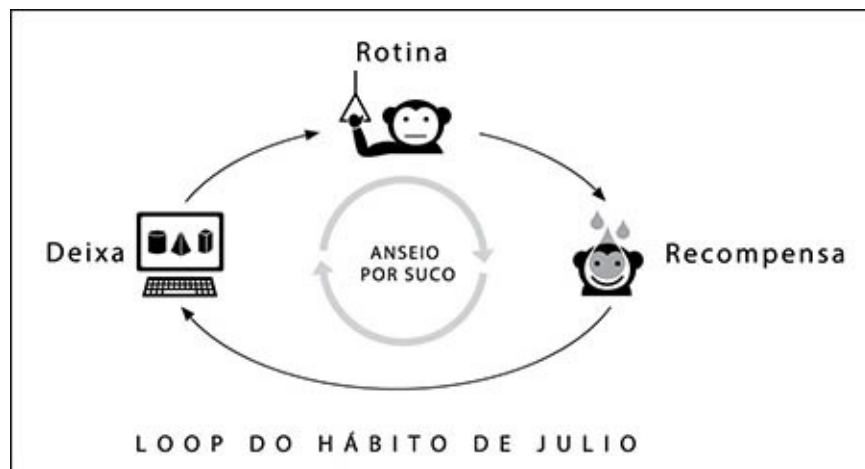 Rotina
Deixa
ANSEIO
POR SUCO
Recompensa
LOOP DO HÁBITO DE JULIO